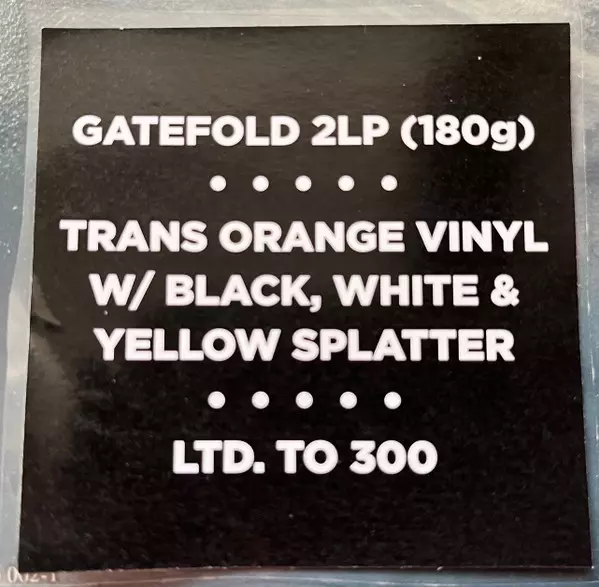 GATEFOLD 2LP (180g)
• • • • •
TRANS ORANGE VINYL
W/ BLACK, WHITE &
YELLOW SPLATTER
• • • • •
LTD. TO 300